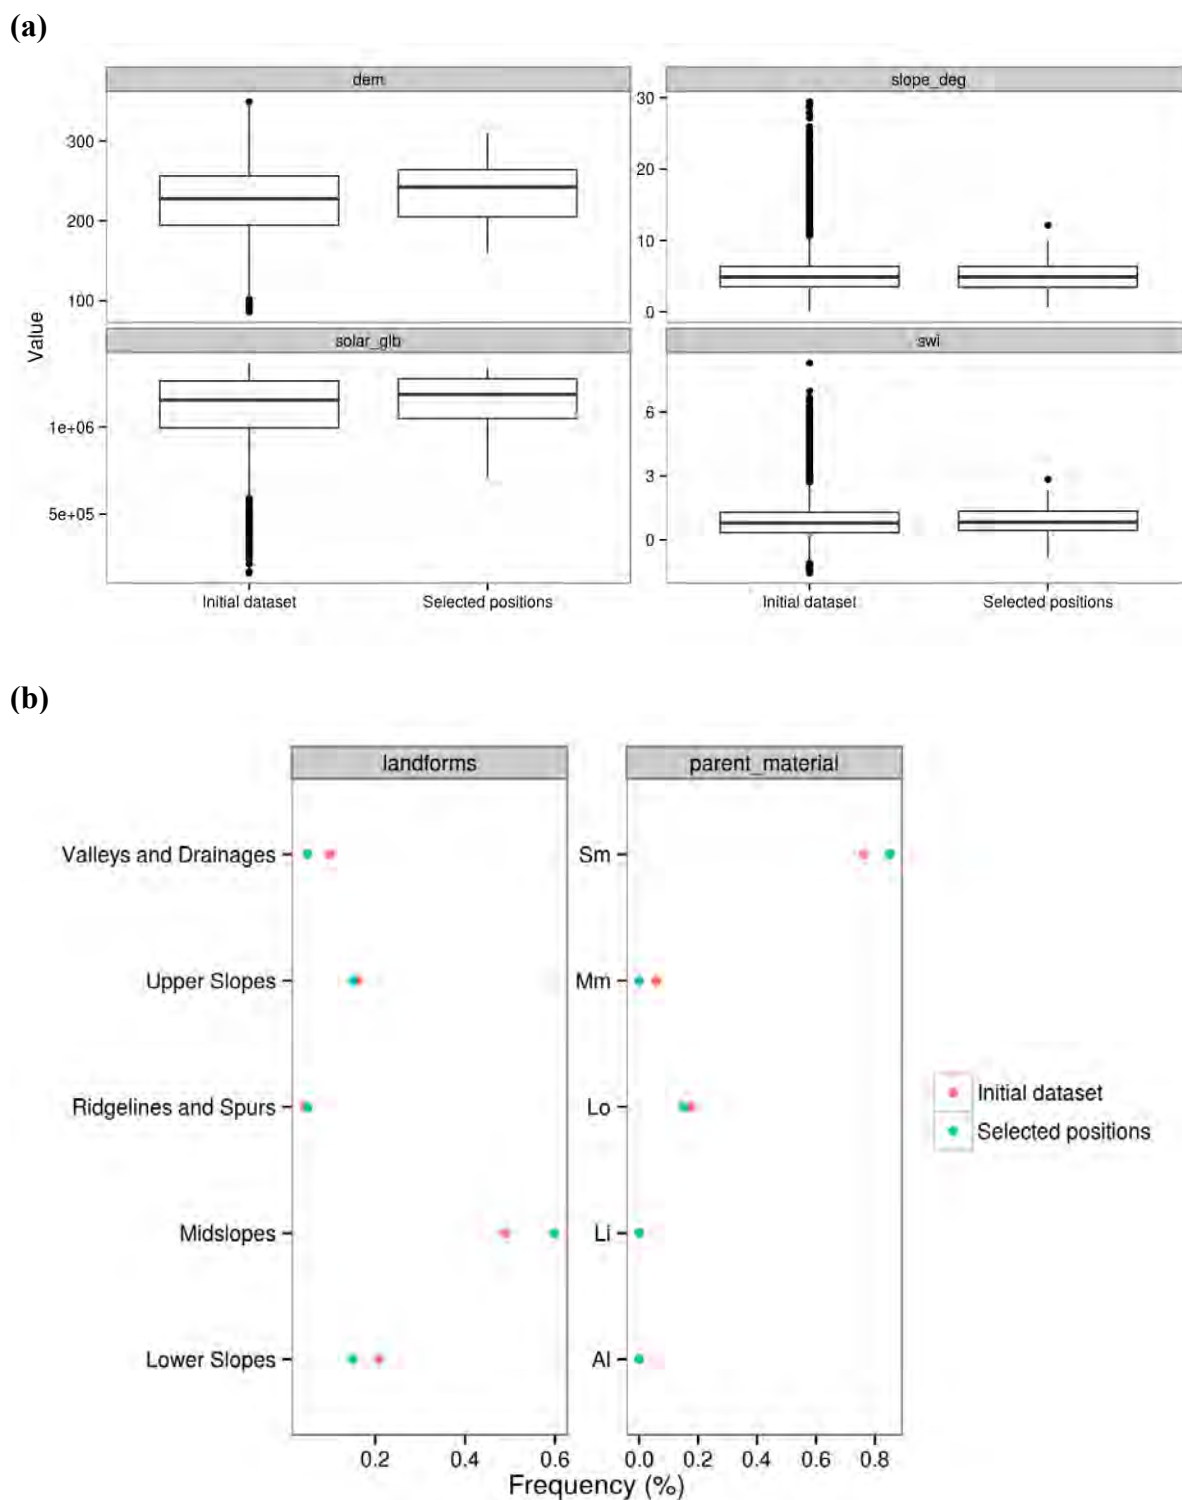 (a)
dem
slope_deg
300
200
100
30
20
10
0
Value
solar_glb
swi
1e+06
5e+05
6
3
0
Initial dataset
Selected positions
Initial dataset
Selected positions
(b)
landforms
parent_material
Valleys and Drainages
Sm
Upper Slopes
Mm
Ridgelines and Spurs
Lo
Midslopes
Li
Lower Slopes
Al
Initial dataset
Selected positions
0.2 0.4 0.6
0.0 0.2 0.4 0.6 0.8
Frequency (%)